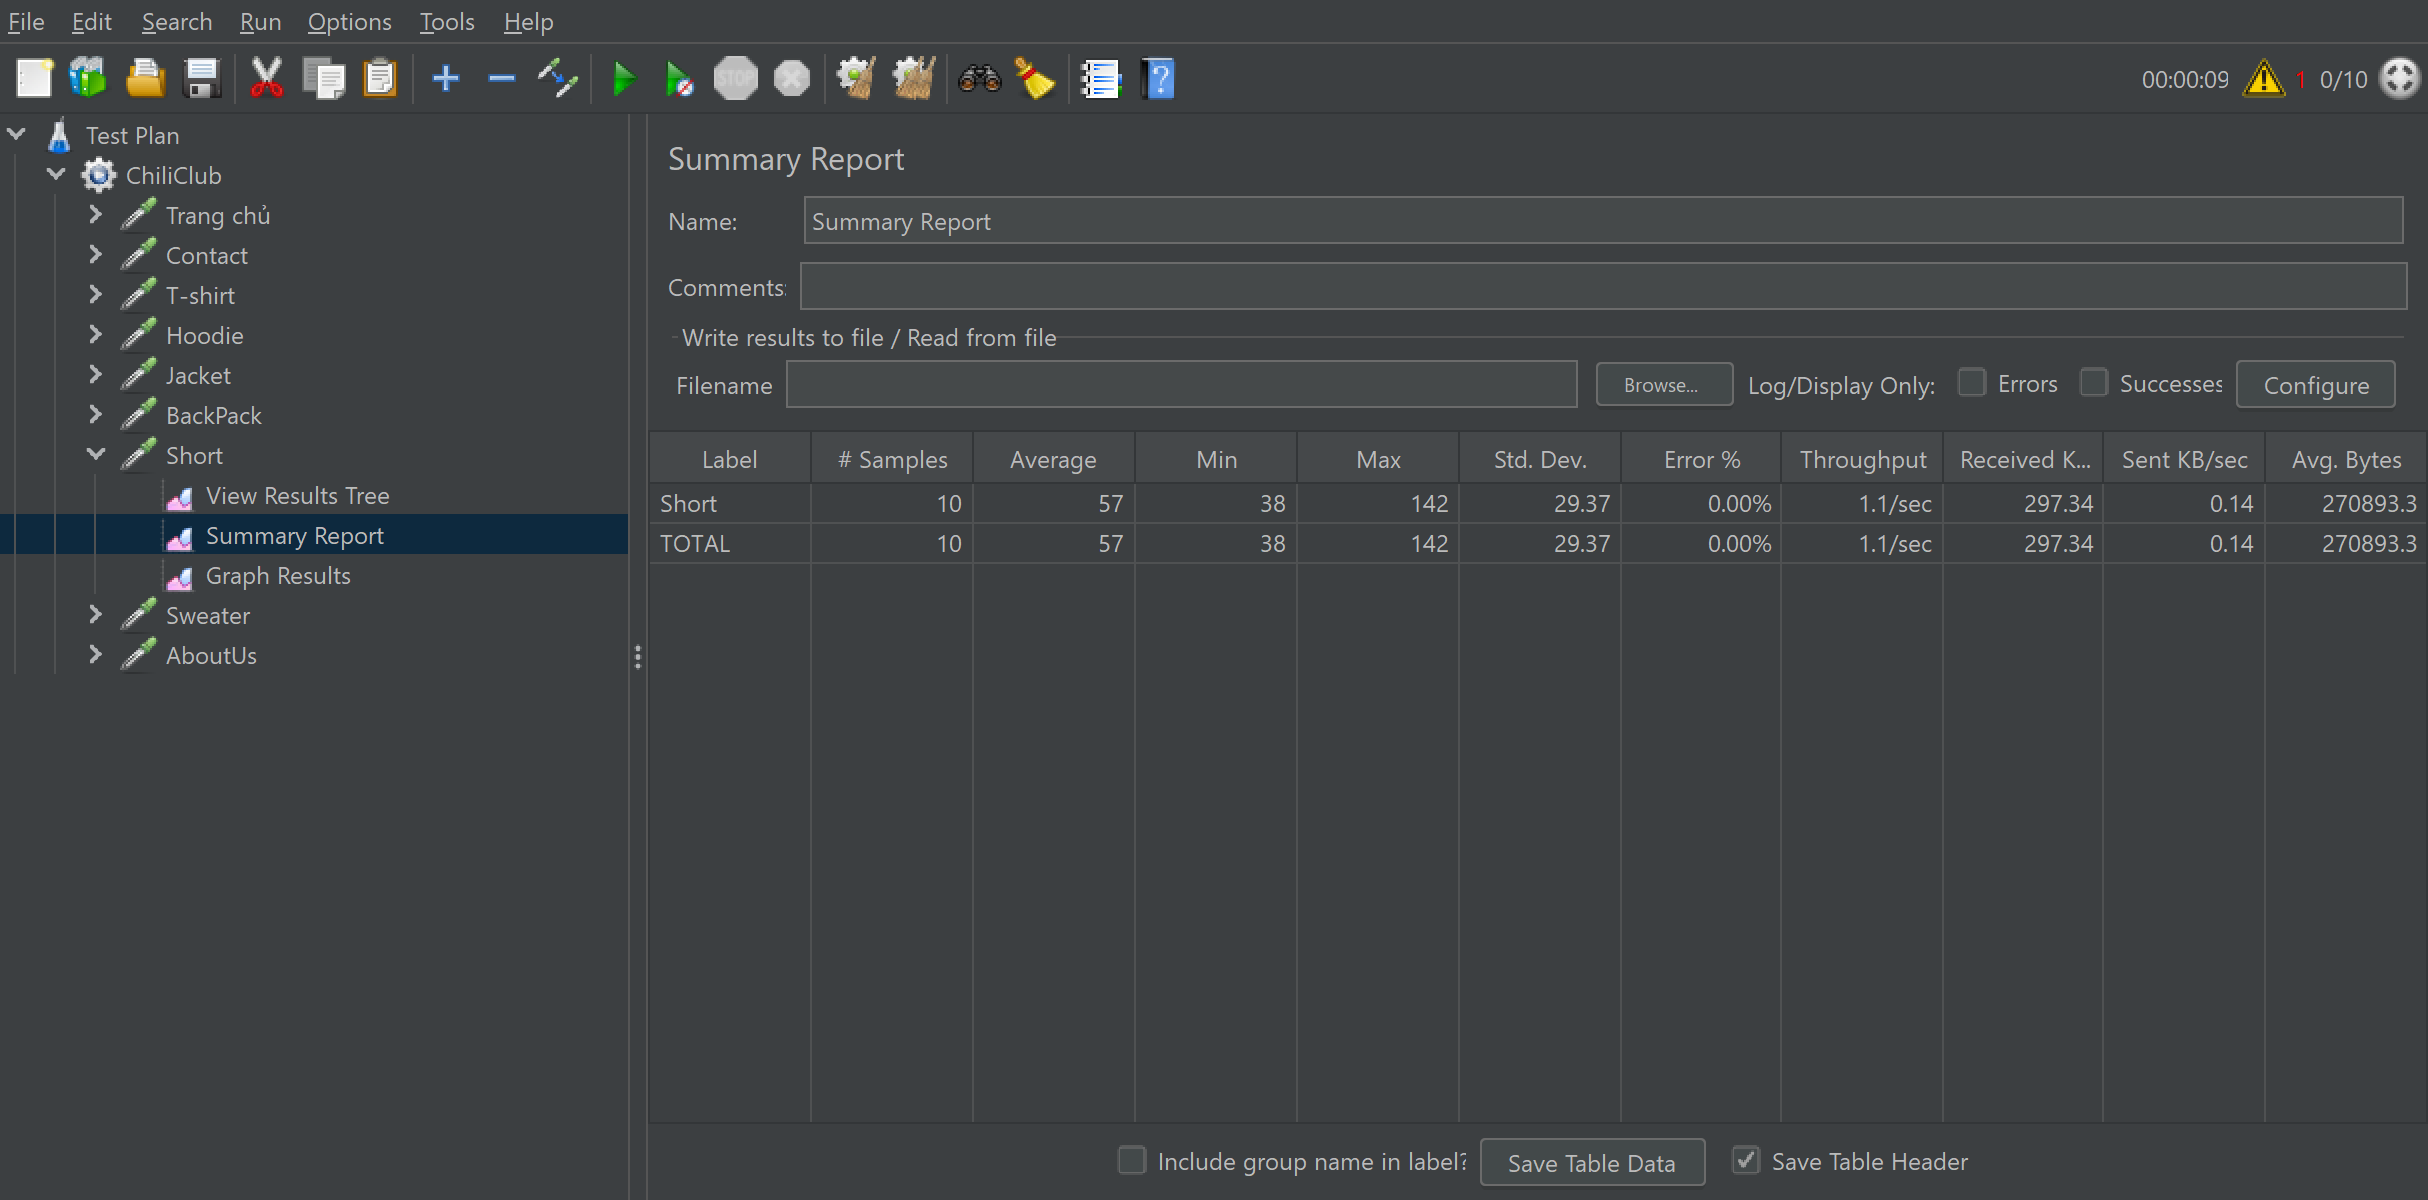 File Edit Search Run Options Tools Help
STOP 00:00:09 1 0/10
Test Plan
ChiliClub
Trang chủ
Contact
T-shirt
Hoodie
Jacket
BackPack
Short
View Results Tree
Summary Report
Graph Results
Sweater
AboutUs
Summary Report
Name: Summary Report
Comments:
Write results to file / Read from file
Filename Browse... Log/Display Only: Errors Successes Configure
Label # Samples Average Min Max Std. Dev. Error % Throughput Received K... Sent KB/sec Avg. Bytes
Short 10 57 38 142 29.37 0.00% 1.1/sec 297.34 0.14 270893.3
TOTAL 10 57 38 142 29.37 0.00% 1.1/sec 297.34 0.14 270893.3
Include group name in label? Save Table Data Save Table Header